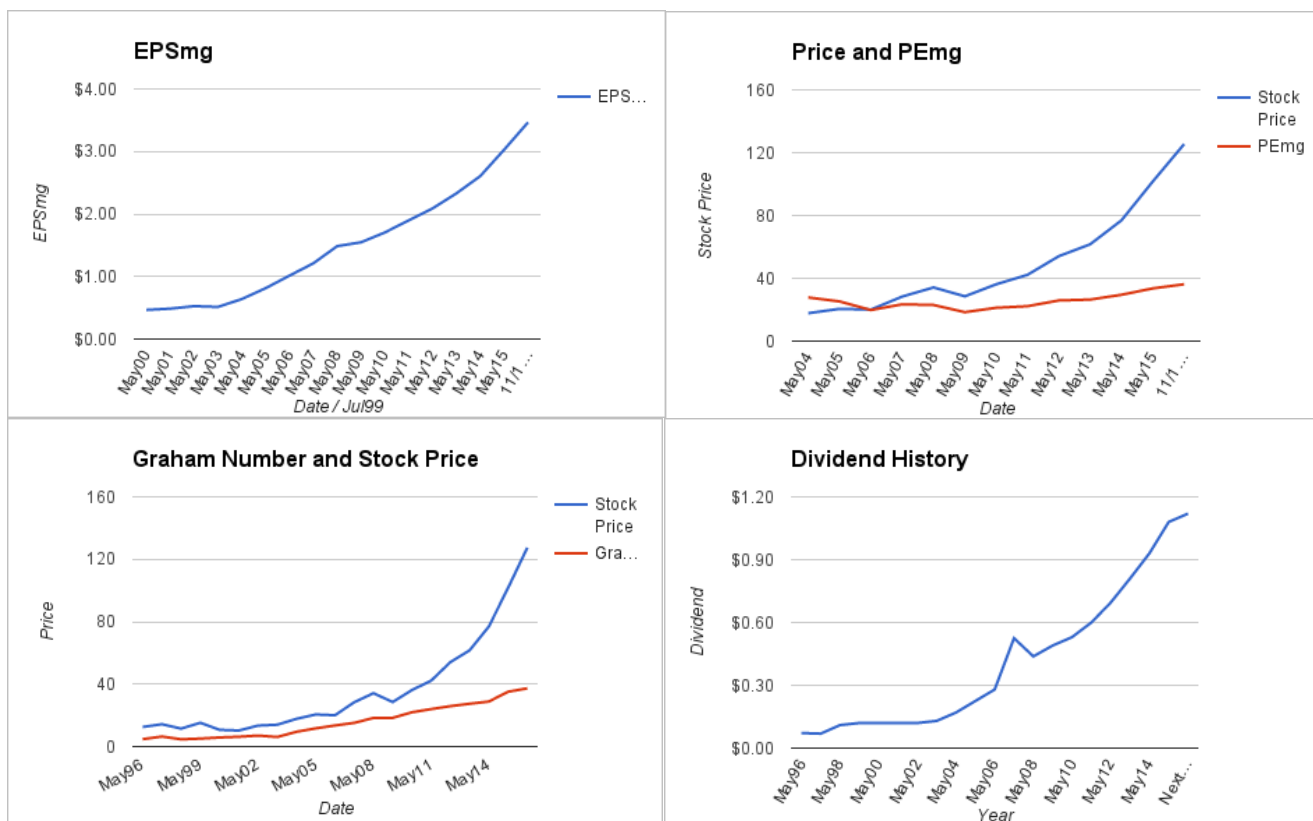 EPSmg
$4.00
$3.00
$2.00
$1.00
$0.00
EPSmg
May00
May01
May02
May03
May04
May05
May06
May07
May08
May09
May10
May11
May12
May13
May14
May15
11/1...
Date / Jul99
EPS...
Price and PEmg
160
120
80
40
0
Stock Price
May04
May05
May06
May07
May08
May09
May10
May11
May12
May13
May14
May15
11/1...
Date
Stock
Price
PEmg
Graham Number and Stock Price
160
120
80
40
0
Price
May96
May99
May02
May05
May08
May11
May14
Date
Stock
Price
Gra...
Dividend History
$1.20
$0.90
$0.60
$0.30
$0.00
Dividend
May96
May98
May00
May02
May04
May06
May08
May10
May12
May14
Next...
Year